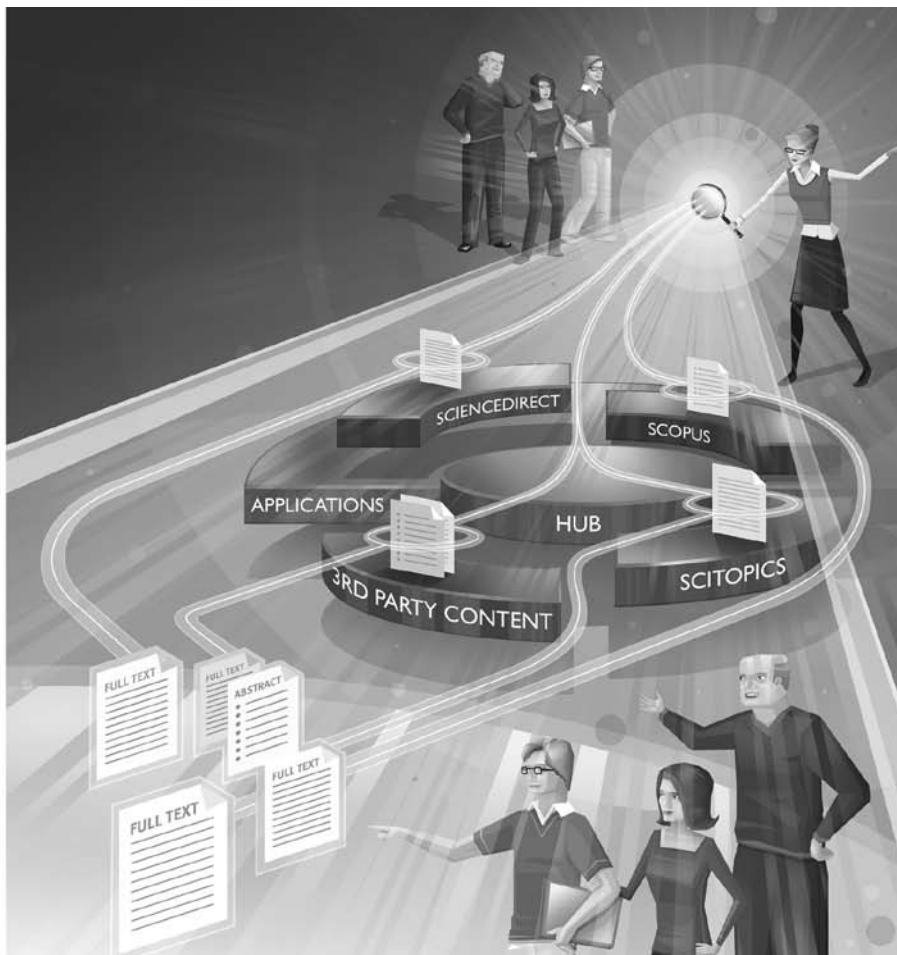 SCIENCEDIRECT
SCOPUS
APPLICATIONS
HUB
3RD PARTY CONTENT
SCITOPICS
FULL TEXT
FULL TEXT
ABSTRACT
FULL TEXT
FULL TEXT